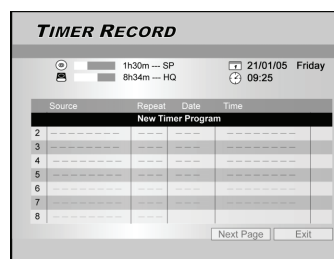 TIMER RECORD
1h30m --- SP 21/01/05 Friday
8h34m --- HQ 09:25
Source Repeat Date Time
New Timer Program
2 -------- --- --- --------
3 -------- --- --- --------
4 -------- --- --- --------
5 -------- --- --- --------
6 -------- --- --- --------
7 -------- --- --- --------
8 -------- --- --- --------
Next Page Exit